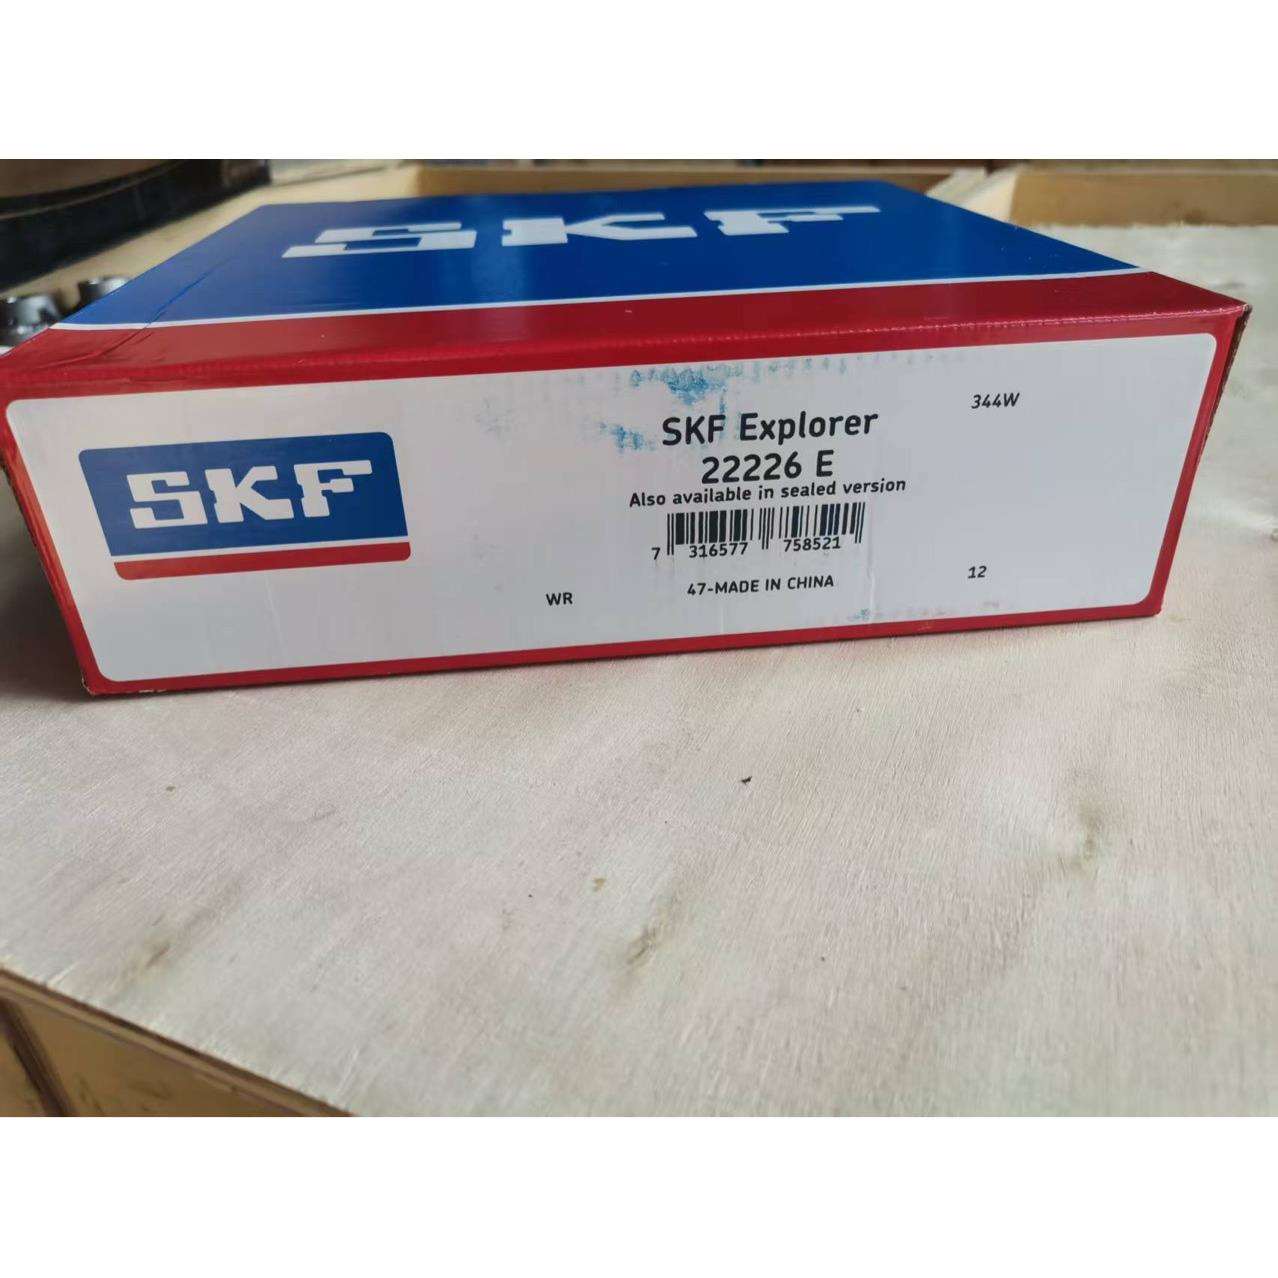 SKF
344W
SKF Explorer
22226 E
Also available in sealed version
SKF
7 316577 758521
47-MADE IN CHINA
12
WR